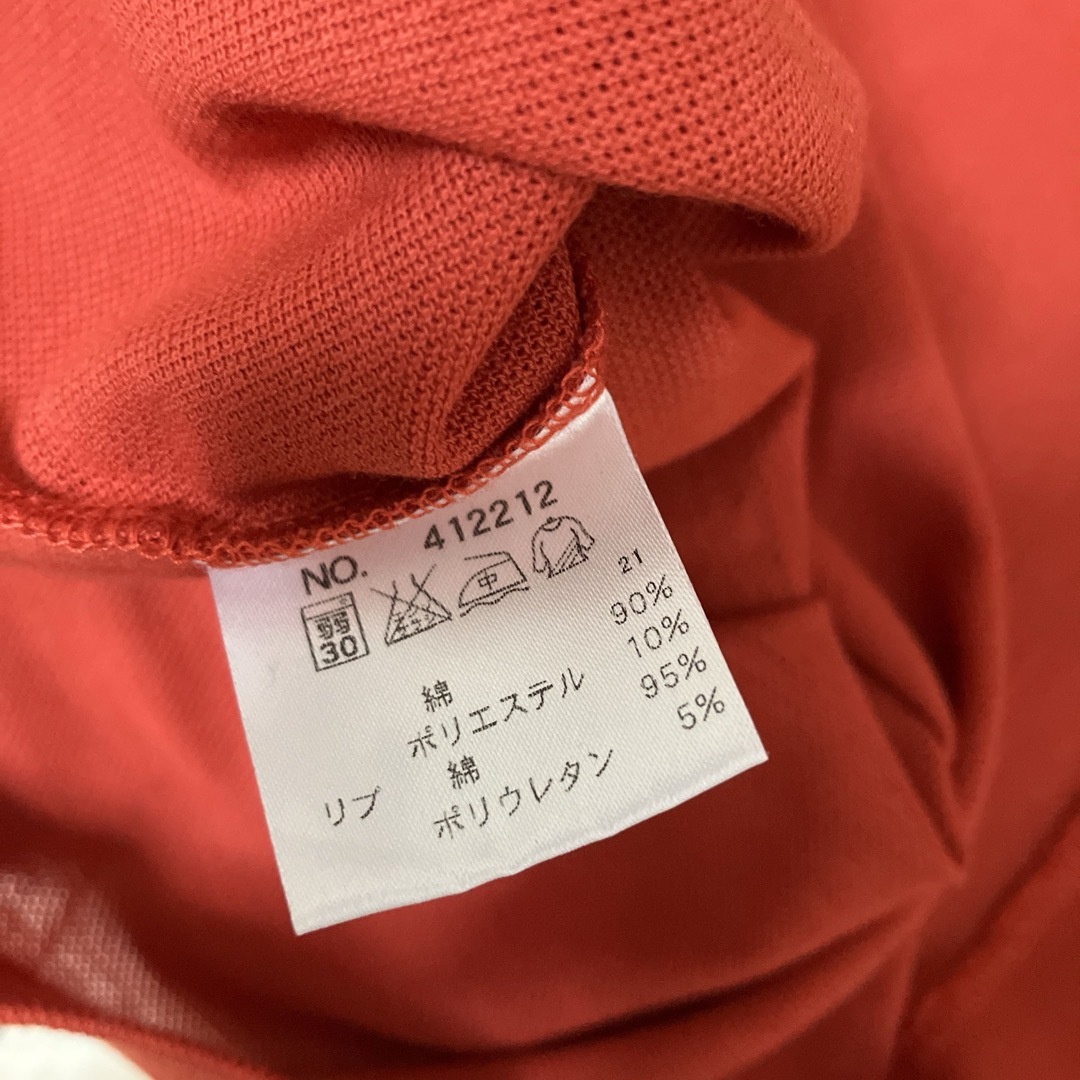 NO. 412212
弱 30 中
21
綿 90%
ポリエステル 10%
リブ 綿 95%
ポリウレタン 5%